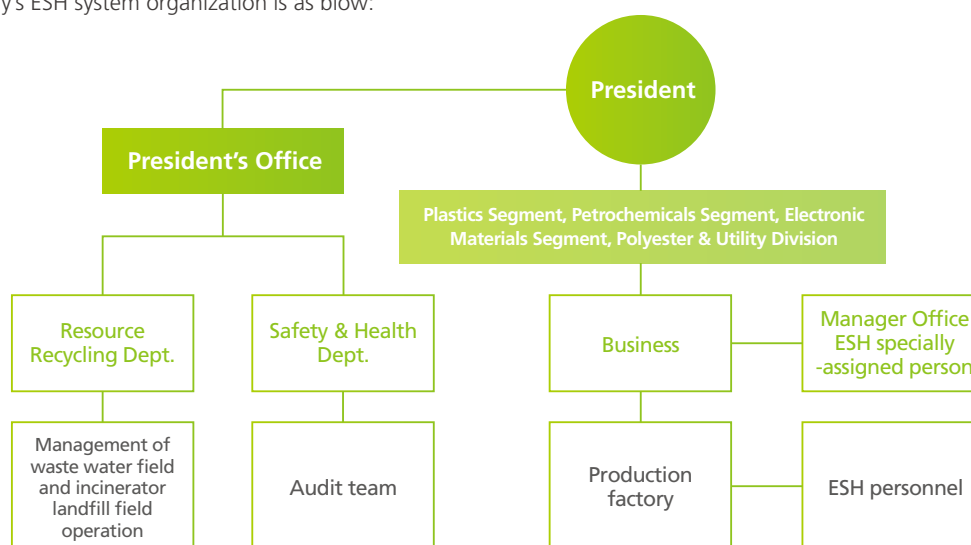 y's ESH system organization is as blow:
President
President's Office
Plastics Segment, Petrochemicals Segment, Electronic
Materials Segment, Polyester & Utility Division
Resource
Recycling Dept.
Safety & Health
Dept.
Business
Manager Office
ESH specially
-assigned person
Management of
waste water field
and incinerator
landfill field
operation
Audit team
Production
factory
ESH personnel